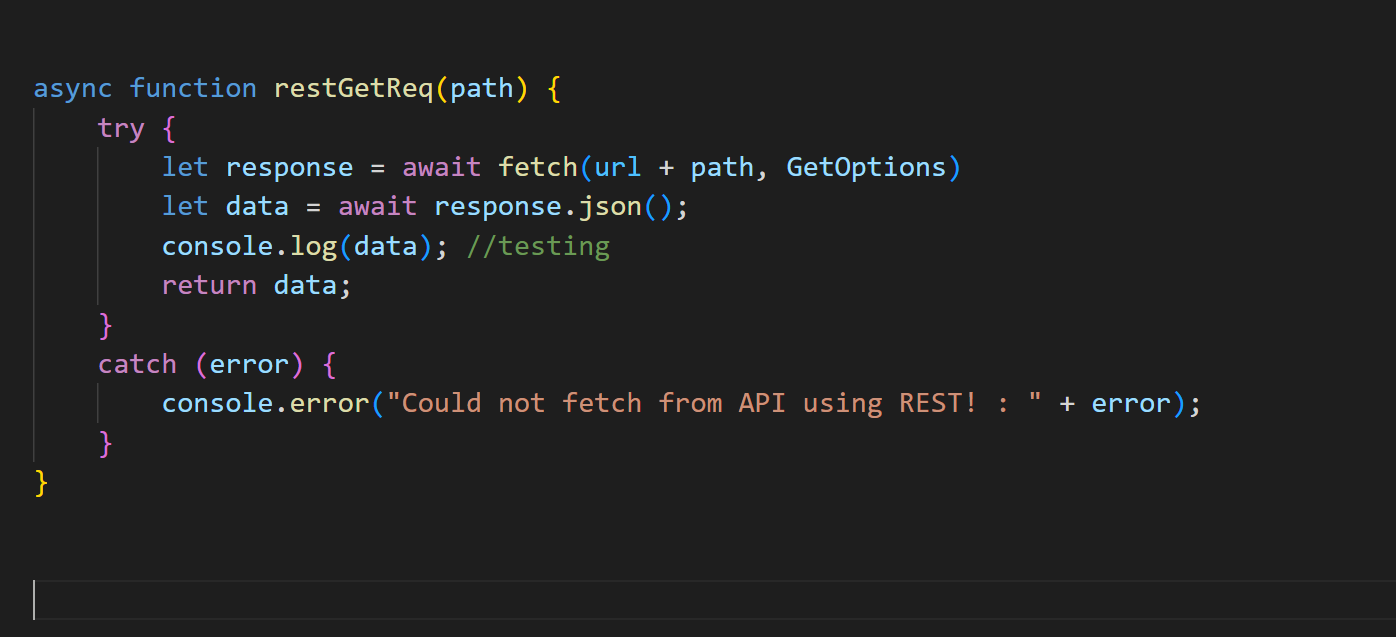 async function restGetReq(path) {
    try {
        let response = await fetch(url + path, GetOptions)
        let data = await response.json();
        console.log(data); //testing
        return data;
    }
    catch (error) {
        console.error("Could not fetch from API using REST! : " + error);
    }
}